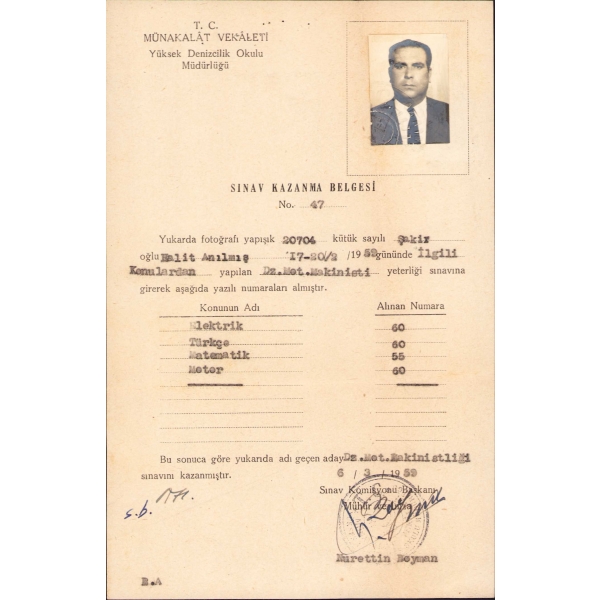 T. C.
MÜNAKALÂT VEKÂLETİ
Yüksek Denizcilik Okulu
Müdürlüğü
SINAV KAZANMA BELGESİ
No. 47
Yukarda fotoğrafı yapışık 20704 kütük sayılı Şakir
oğlu Halit Anılmış 17-20/2 /1959 gününde İlgili
Konulardan yapılan Dz.Mot.Makinisti yeterliği sınavına
girerek aşağıda yazılı numaraları almıştır.
Konunun Adı Alınan Numara
Elektrik 60
Türkçe 60
Matematik 55
Motor 60
Bu sonuca göre yukarıda adı geçen aday Dz.Mot.Makinistliği
sınavını kazanmıştır. 6 / 3 /1959
Sınav Komisyonu Başkanı
s.b. Mühür
Nurettin Neyman
B.A